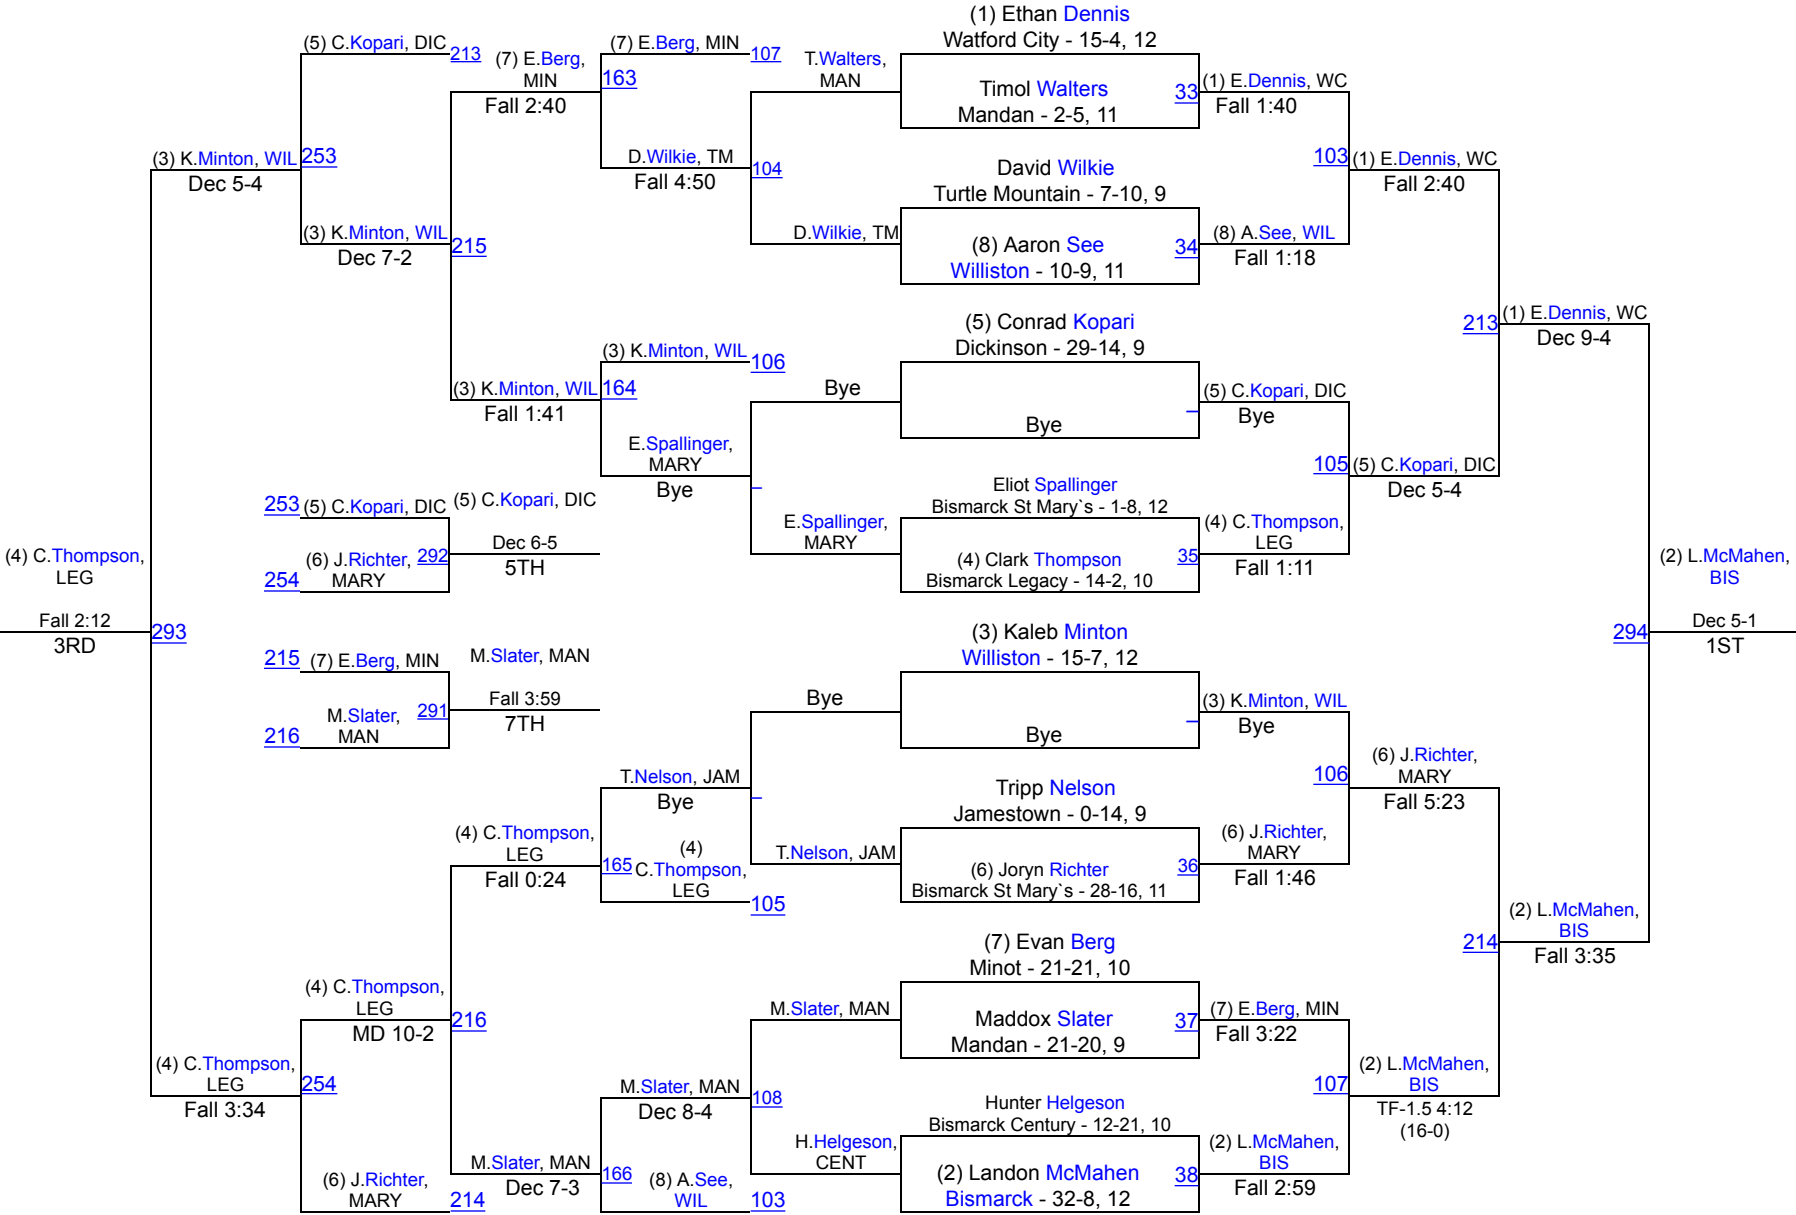 (1) Ethan Dennis
Watford City - 15-4, 12
Timol Walters
Mandan - 2-5, 11
33
David Wilkie
Turtle Mountain - 7-10, 9
(8) Aaron See
Williston - 10-9, 11
34
(5) Conrad Kopari
Dickinson - 29-14, 9
Bye
Eliot Spallinger
Bismarck St Mary`s - 1-8, 12
(4) Clark Thompson
Bismarck Legacy - 14-2, 10
35
(3) Kaleb Minton
Williston - 15-7, 12
Bye
Tripp Nelson
Jamestown - 0-14, 9
(6) Joryn Richter
Bismarck St Mary`s - 28-16, 11
36
(7) Evan Berg
Minot - 21-21, 10
Maddox Slater
Mandan - 21-20, 9
37
Hunter Helgeson
Bismarck Century - 12-21, 10
(2) Landon McMahen
Bismarck - 32-8, 12
38
(1) E.Dennis, WC
Fall 1:40
103
(8) A.See, WIL
Fall 1:18
(5) C.Kopari, DIC
Bye
105
(4) C.Thompson,
LEG
Fall 1:11
(3) K.Minton, WIL
Bye
106
(6) J.Richter,
MARY
Fall 1:46
(7) E.Berg, MIN
Fall 3:22
107
(2) L.McMahen,
BIS
Fall 2:59
(1) E.Dennis, WC
Fall 2:40
213
(5) C.Kopari, DIC
Dec 5-4
(6) J.Richter,
MARY
Fall 5:23
214
(2) L.McMahen,
BIS
TF-1.5 4:12
(16-0)
(1) E.Dennis, WC
Dec 9-4
294
(2) L.McMahen,
BIS
Fall 3:35
(2) L.McMahen,
BIS
Dec 5-1
1ST
T.Walters,
MAN
104
D.Wilkie, TM
Bye
E.Spallinger,
MARY
Bye
T.Nelson, JAM
M.Slater, MAN
108
H.Helgeson,
CENT
(7) E.Berg, MIN
107
163
D.Wilkie, TM
Fall 4:50
(3) K.Minton, WIL
106
164
E.Spallinger,
MARY
Bye
T.Nelson, JAM
Bye
165
(4)
C.Thompson,
LEG
105
M.Slater, MAN
Dec 8-4
166
(8) A.See,
WIL
103
(7) E.Berg,
MIN
Fall 2:40
215
(3) K.Minton, WIL
Fall 1:41
(4) C.Thompson,
LEG
Fall 0:24
216
M.Slater, MAN
Dec 7-3
(5) C.Kopari, DIC
213
253
(3) K.Minton, WIL
Dec 7-2
(4) C.Thompson,
LEG
MD 10-2
254
(6) J.Richter,
MARY
214
(3) K.Minton, WIL
Dec 5-4
293
(4) C.Thompson,
LEG
Fall 3:34
(4) C.Thompson,
LEG
Fall 2:12
3RD
253
(5) C.Kopari, DIC
254
(6) J.Richter,
MARY
292
(5) C.Kopari, DIC
Dec 6-5
5TH
215
(7) E.Berg, MIN
216
M.Slater,
MAN
291
M.Slater, MAN
Fall 3:59
7TH